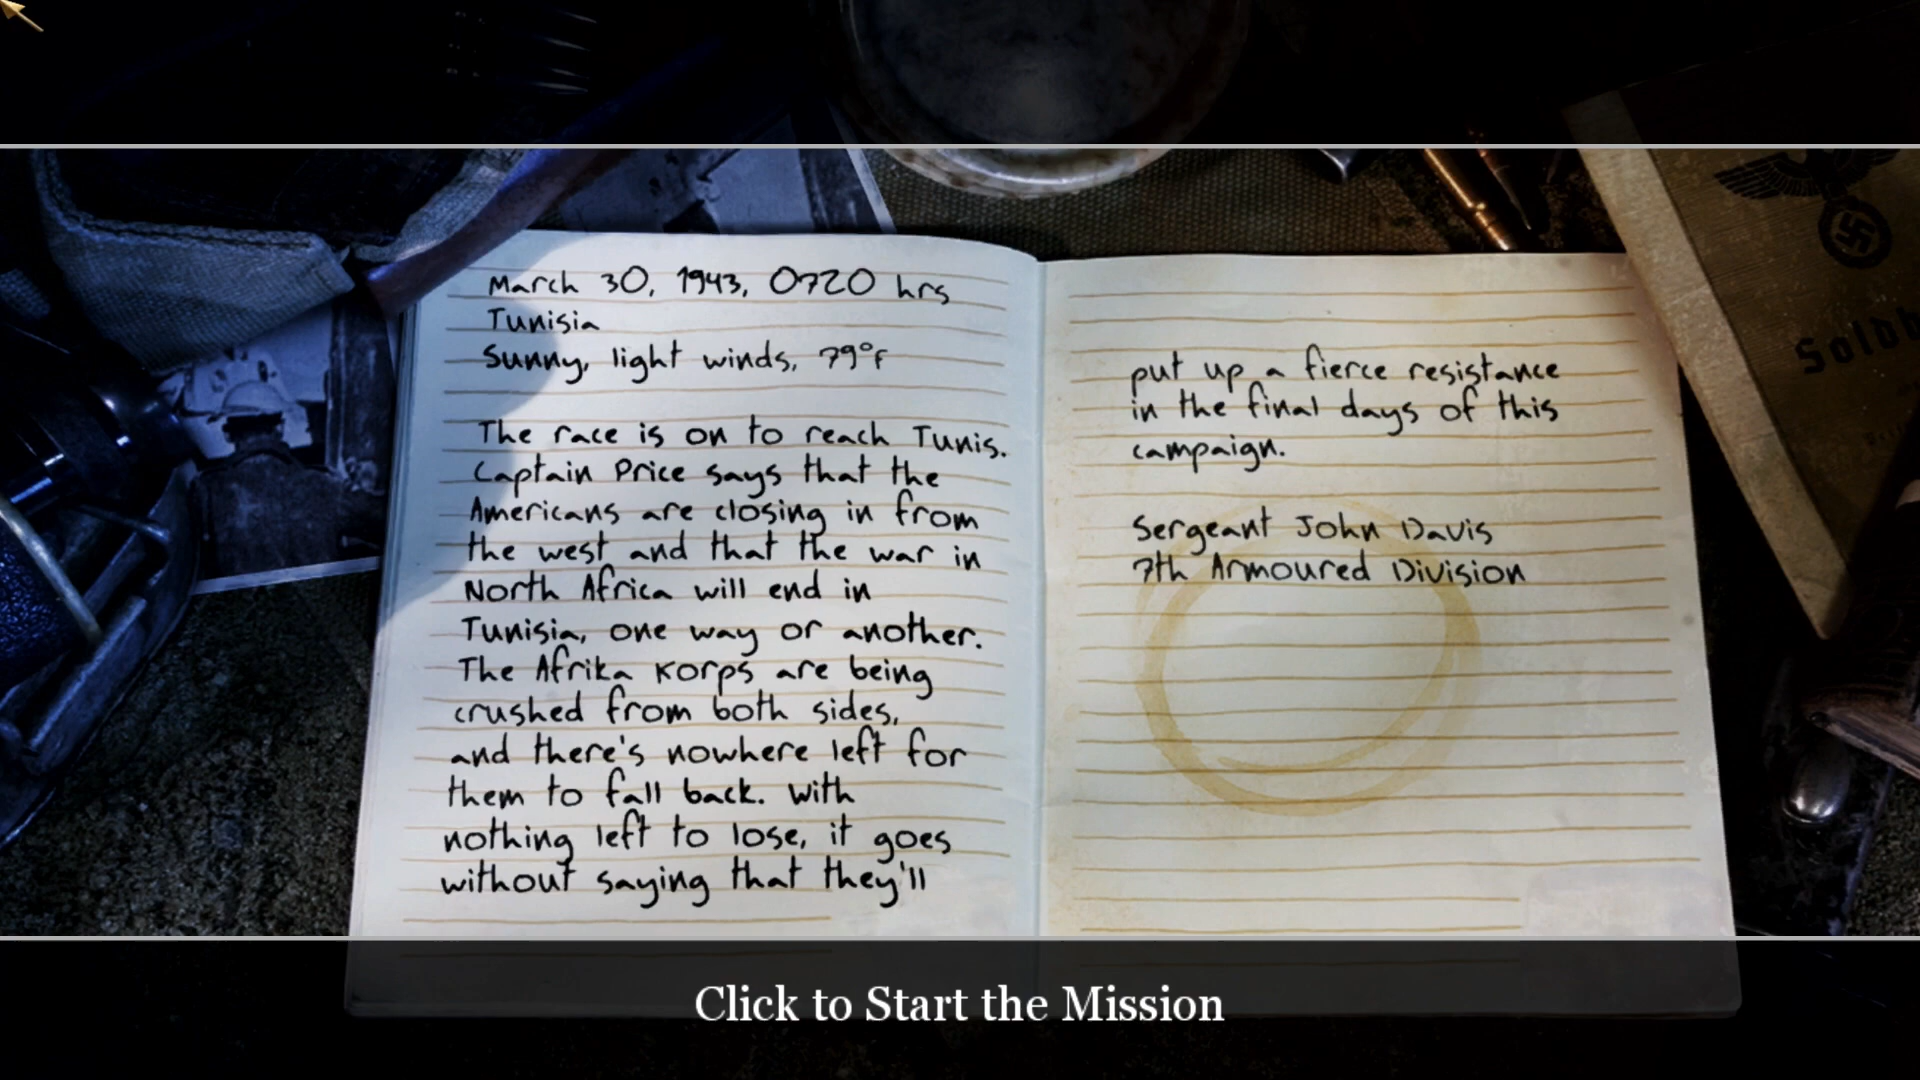 March 30, 1943, 0720 hrs
Tunisia
Sunny, light winds, 79°F
The race is on to reach Tunis.
Captain Price says that the
Americans are closing in from
the west and that the war in
North Africa will end in
Tunisia, one way or another.
The Afrika Korps are being
crushed from both sides,
and there's nowhere left for
them to fall back. With
nothing left to lose, it goes
without saying that they'll
put up a fierce resistance
in the final days of this
campaign.
Sergeant John Davis
7th Armoured Division
Click to Start the Mission